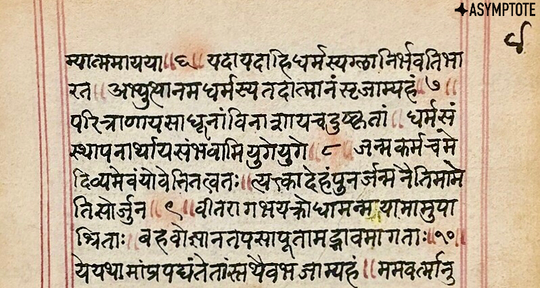 ASYMPTOTE
८
म्यात्ममायया ॥ ६ ॥ यदायदाहिधर्मस्यग्लानिर्भवतिभा
रत ॥ अभ्युत्थानमधर्मस्यतदात्मानंसृजाम्यहं ॥ ७ ॥
परित्राणायसाधूनांविनाशायचदुष्कृतां ॥ धर्मसं
स्थापनार्थायसंभवामियुगेयुगे ॥ ८ ॥ जन्मकर्मचमे
दिव्यमेवंयोवेत्तितत्वतः ॥ त्यक्त्कादेहंपुनर्जन्मनैतिमामे
तिसोर्जुन ॥ ९ ॥ वीतरागभयक्रोधामन्मयामामुपा
श्रिताः ॥ बहवोज्ञानतपसापूतामद्भावमागताः ॥ १० ॥
येयथामांप्रपद्यंतेतांस्तथैवभजाम्यहं ॥ ममवर्त्मानु